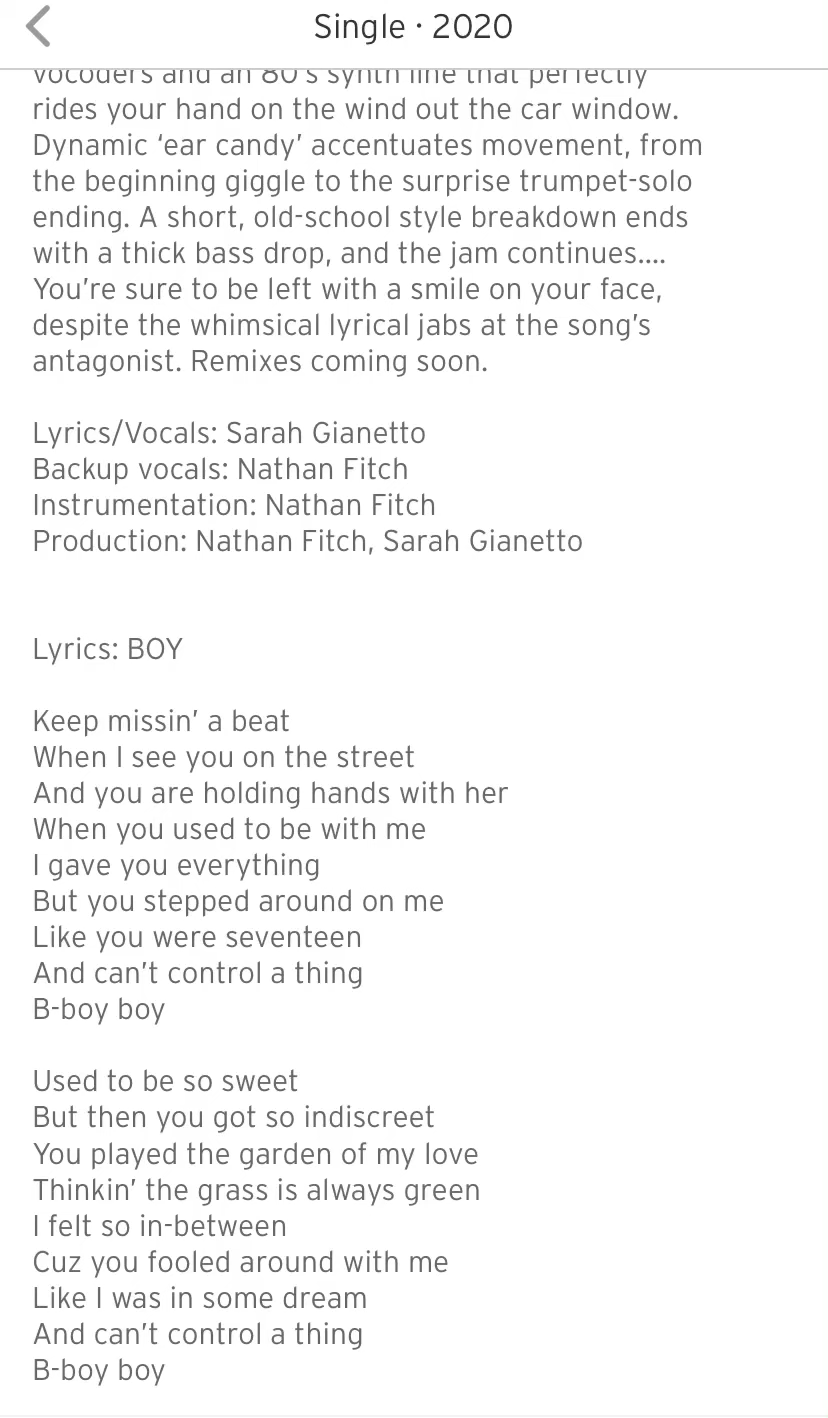 Single · 2020
vocoders and an 80's synth line that perfectly
rides your hand on the wind out the car window.
Dynamic ‘ear candy’ accentuates movement, from
the beginning giggle to the surprise trumpet-solo
ending. A short, old-school style breakdown ends
with a thick bass drop, and the jam continues....
You’re sure to be left with a smile on your face,
despite the whimsical lyrical jabs at the song’s
antagonist. Remixes coming soon.
Lyrics/Vocals: Sarah Gianetto
Backup vocals: Nathan Fitch
Instrumentation: Nathan Fitch
Production: Nathan Fitch, Sarah Gianetto
Lyrics: BOY
Keep missin’ a beat
When I see you on the street
And you are holding hands with her
When you used to be with me
I gave you everything
But you stepped around on me
Like you were seventeen
And can’t control a thing
B-boy boy
Used to be so sweet
But then you got so indiscreet
You played the garden of my love
Thinkin’ the grass is always green
I felt so in-between
Cuz you fooled around with me
Like I was in some dream
And can’t control a thing
B-boy boy